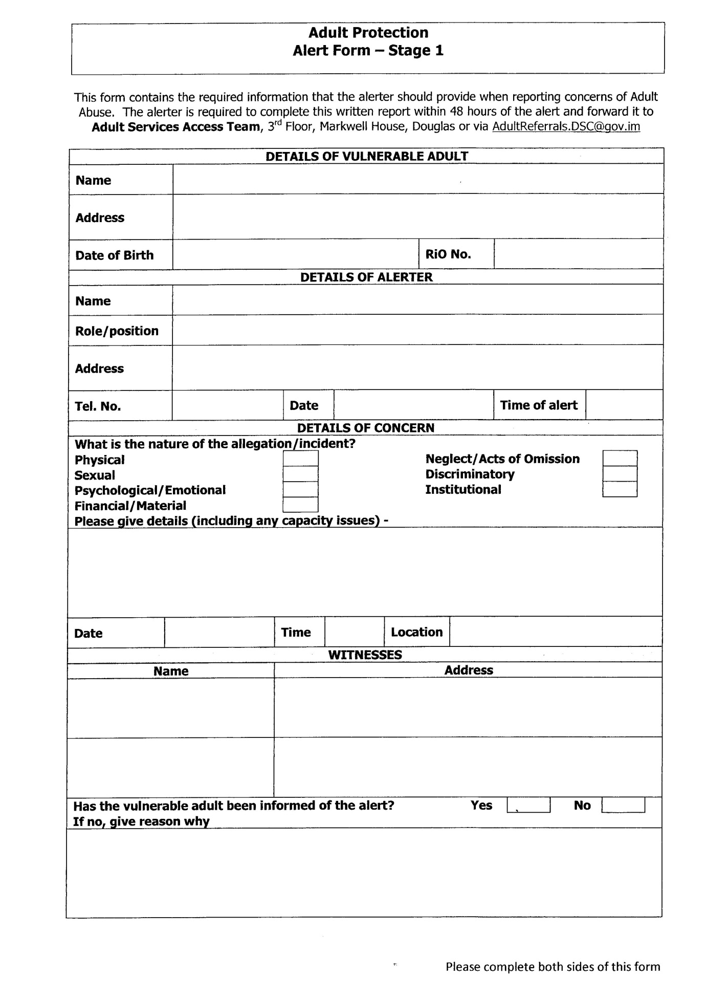 Adult Protection
Alert Form – Stage 1
This form contains the required information that the alerter should provide when reporting concerns of Adult
Abuse. The alerter is required to complete this written report within 48 hours of the alert and forward it to
Adult Services Access Team, 3rd Floor, Markwell House, Douglas or via AdultReferrals.DSC@gov.im
DETAILS OF VULNERABLE ADULT
Name
Address
Date of Birth RiO No.
DETAILS OF ALERTER
Name
Role/position
Address
Tel. No. Date Time of alert
DETAILS OF CONCERN
What is the nature of the allegation/incident?
Physical Neglect/Acts of Omission
Sexual Discriminatory
Psychological/Emotional Institutional
Financial/Material
Please give details (including any capacity issues) -
Date Time Location
WITNESSES
Name Address
Has the vulnerable adult been informed of the alert? Yes No
If no, give reason why
Please complete both sides of this form